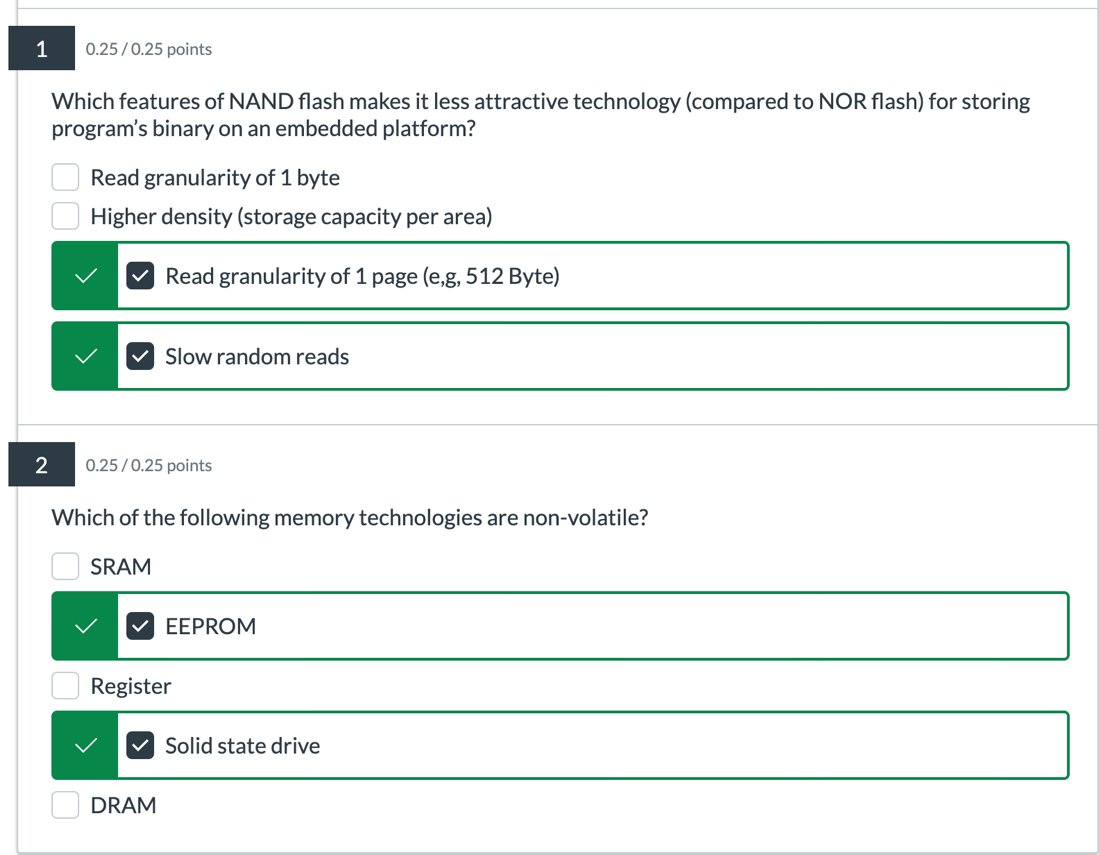 1
0.25 / 0.25 points
Which features of NAND flash makes it less attractive technology (compared to NOR flash) for storing
program's binary on an embedded platform?
Read granularity of 1 byte
Higher density (storage capacity per area)
Read granularity of 1 page (e,g, 512 Byte)
Slow random reads
2
0.25 / 0.25 points
Which of the following memory technologies are non-volatile?
SRAM
EEPROM
Register
Solid state drive
DRAM